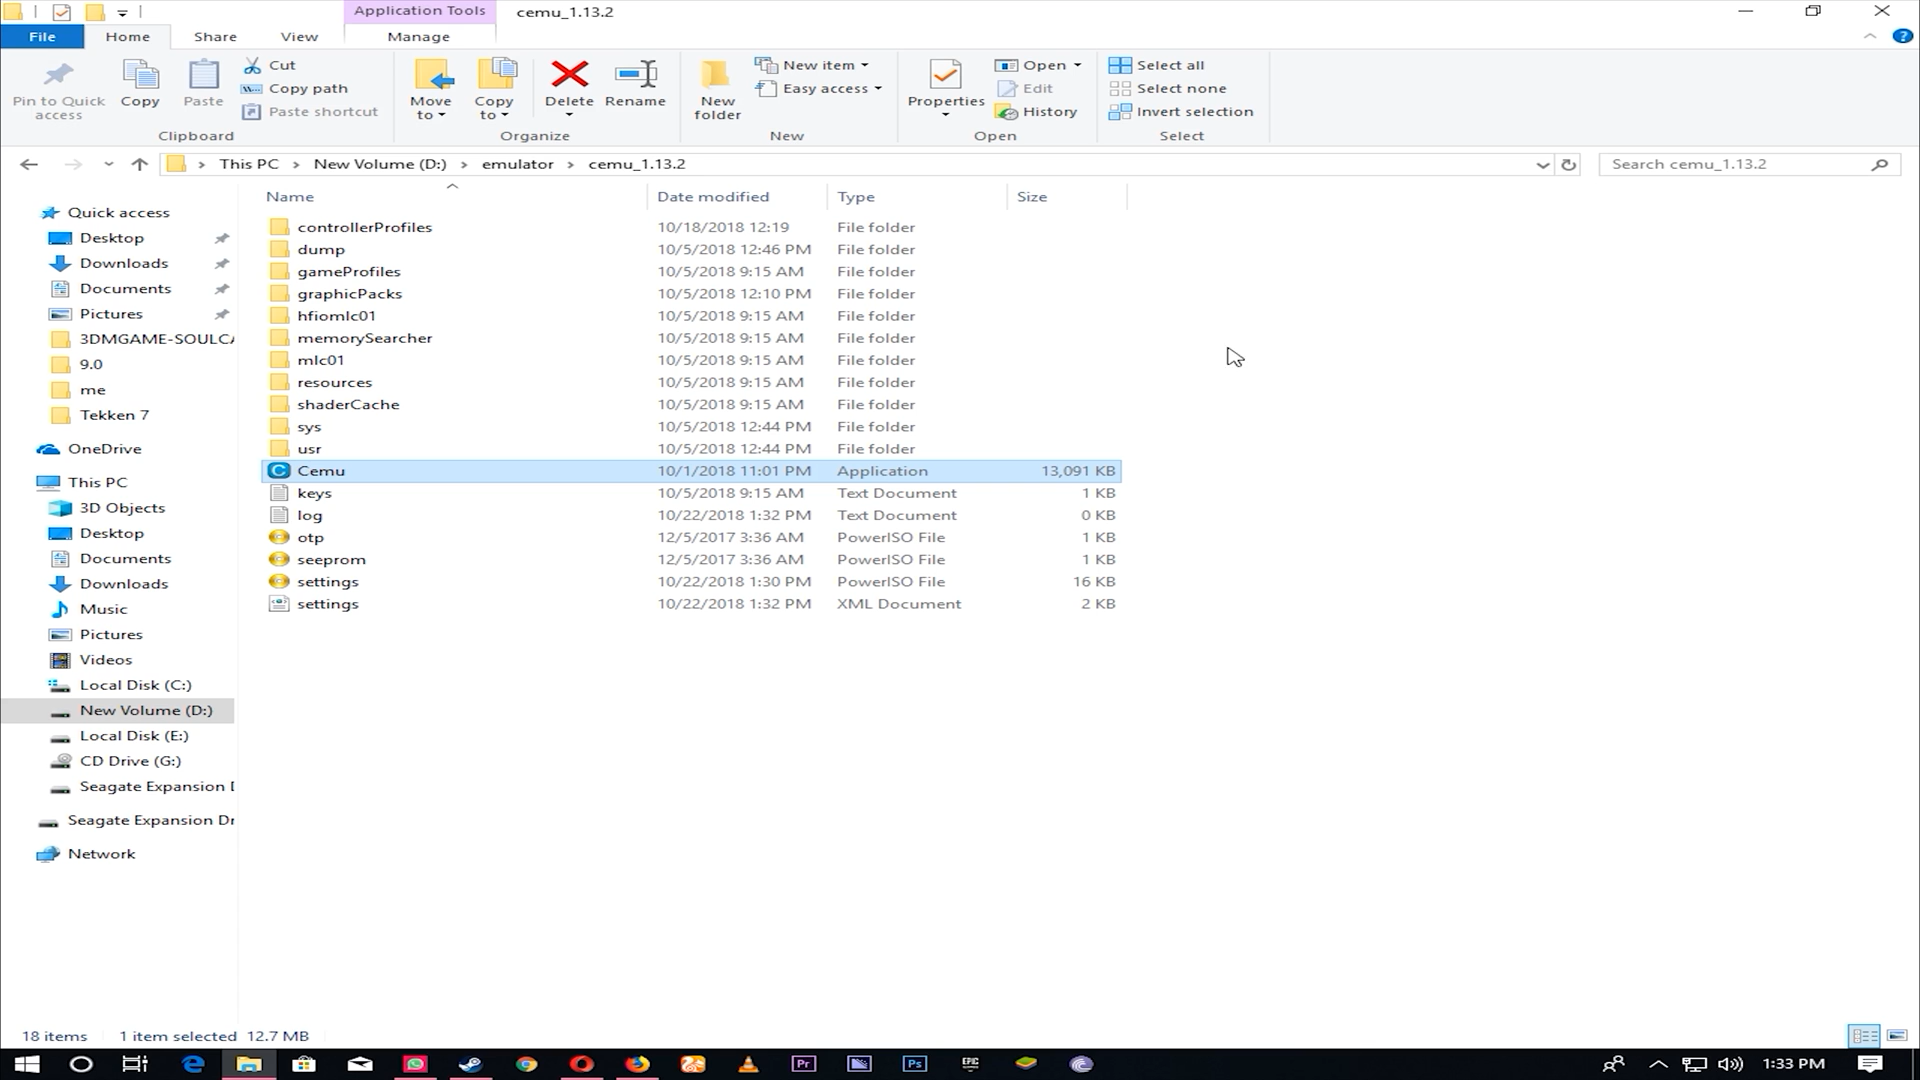 Application Tools
cemu_1.13.2
File
Home
Share
View
Manage
Pin to Quick
access
Copy
Paste
Cut
Copy path
Paste shortcut
Clipboard
Move
to
Copy
to
Delete
Rename
Organize
New
folder
New item
Easy access
New
Properties
Open
Edit
History
Open
Select all
Select none
Invert selection
Select
This PC > New Volume (D:) > emulator > cemu_1.13.2
Search cemu_1.13.2
Name Date modified Type Size
controllerProfiles 10/18/2018 12:19 File folder
dump 10/5/2018 12:46 PM File folder
gameProfiles 10/5/2018 9:15 AM File folder
graphicPacks 10/5/2018 12:10 PM File folder
hfiomlc01 10/5/2018 9:15 AM File folder
memorySearcher 10/5/2018 9:15 AM File folder
mlc01 10/5/2018 9:15 AM File folder
resources 10/5/2018 9:15 AM File folder
shaderCache 10/5/2018 9:15 AM File folder
sys 10/5/2018 12:44 PM File folder
usr 10/5/2018 12:44 PM File folder
Cemu 10/1/2018 11:01 PM Application 13,091 KB
keys 10/5/2018 9:15 AM Text Document 1 KB
log 10/22/2018 1:32 PM Text Document 0 KB
otp 12/5/2017 3:36 AM PowerISO File 1 KB
seeprom 12/5/2017 3:36 AM PowerISO File 1 KB
settings 10/22/2018 1:30 PM PowerISO File 16 KB
settings 10/22/2018 1:32 PM XML Document 2 KB
Quick access
Desktop
Downloads
Documents
Pictures
3DMGAME-SOULCA
9.0
me
Tekken 7
OneDrive
This PC
3D Objects
Desktop
Documents
Downloads
Music
Pictures
Videos
Local Disk (C:)
New Volume (D:)
Local Disk (E:)
CD Drive (G:)
Seagate Expansion D
Seagate Expansion Dr
Network
18 items 1 item selected 12.7 MB
Pr
Ps
EPIC
1:33 PM